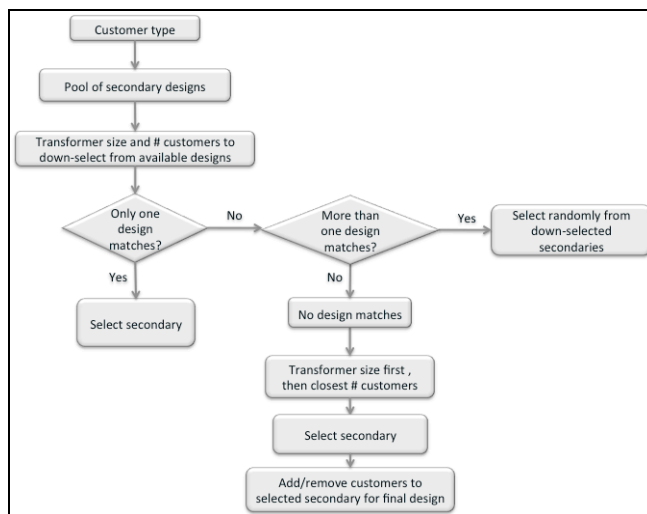 Customer type
Pool of secondary designs
Transformer size and # customers to
down-select from available designs
Only one
design
matches?
No
More than
one design
matches?
Yes
Select randomly from
down-selected
secondaries
Yes
No
Select secondary
No design matches
Transformer size first ,
then closest # customers
Select secondary
Add/remove customers to
selected secondary for final design